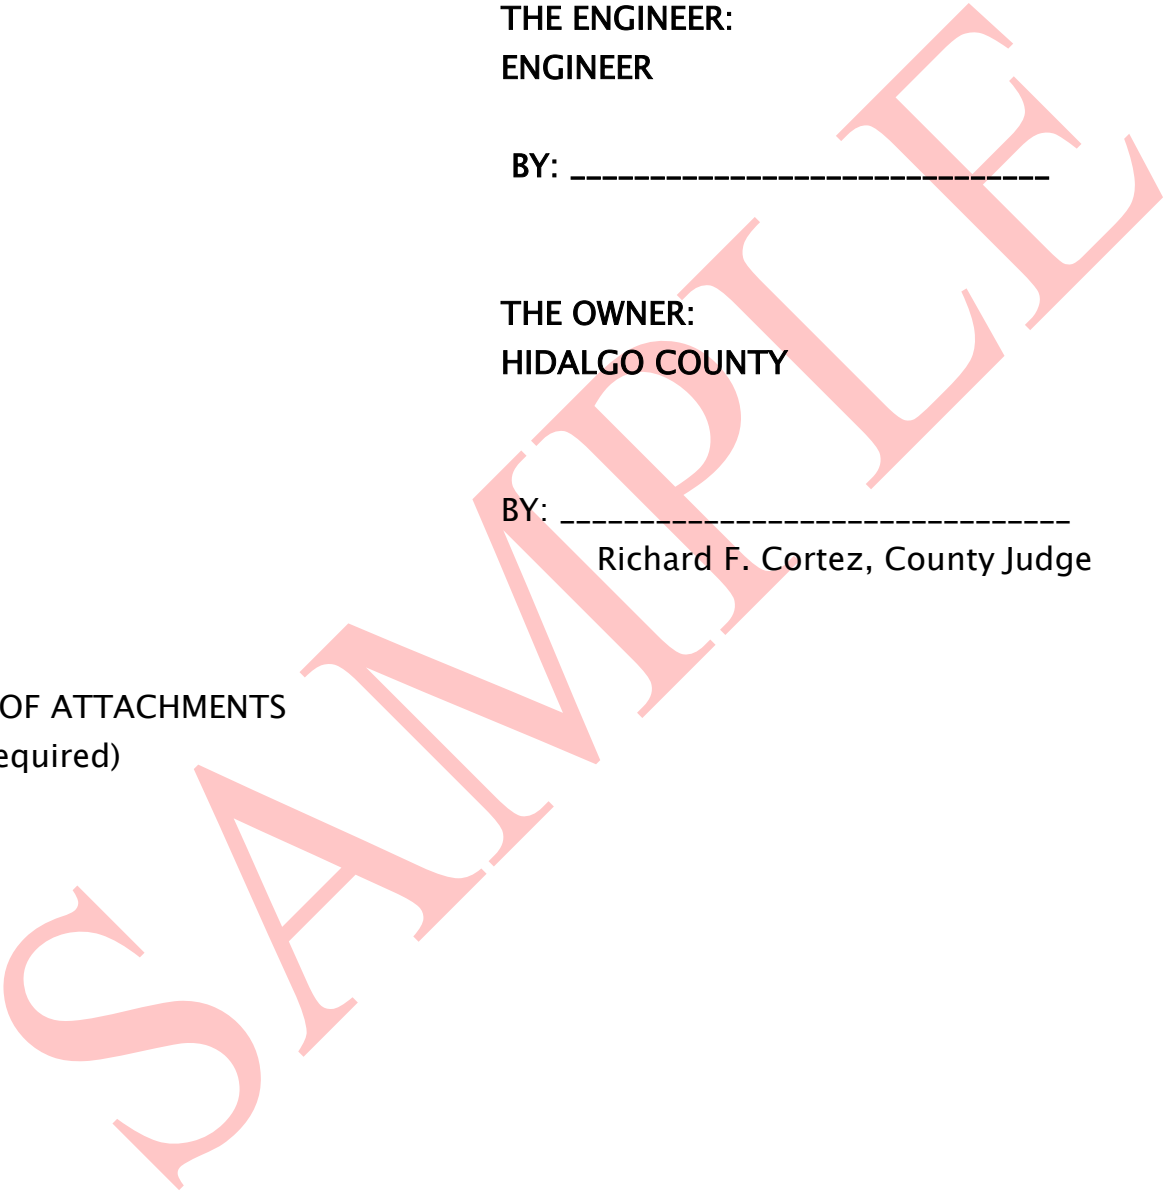 THE ENGINEER:
ENGINEER
BY: ______________________________
THE OWNER:
HIDALGO COUNTY
BY: ________________________________
Richard F. Cortez, County Judge
OF ATTACHMENTS
equired)
SAMPLE